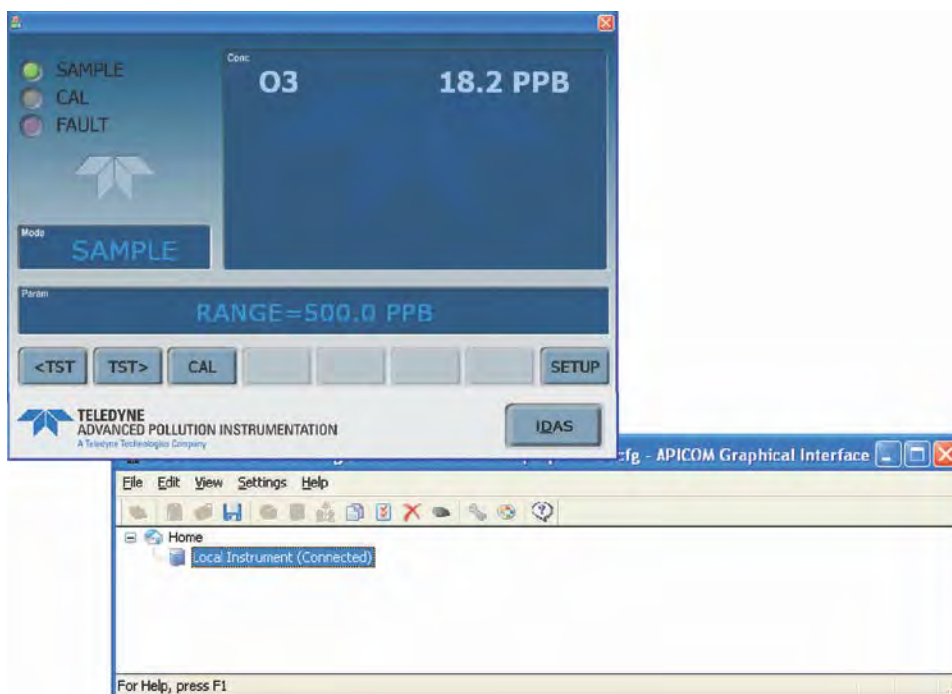 SAMPLE
CAL
FAULT
Conc
O3 18.2 PPB
Mode
SAMPLE
Param
RANGE=500.0 PPB
<TST TST> CAL SETUP
TELEDYNE
ADVANCED POLLUTION INSTRUMENTATION
A Teledyne Technologies Company
IDAS
cfg - APICOM Graphical Interface
File Edit View Settings Help
Home
Local Instrument (Connected)
For Help, press F1